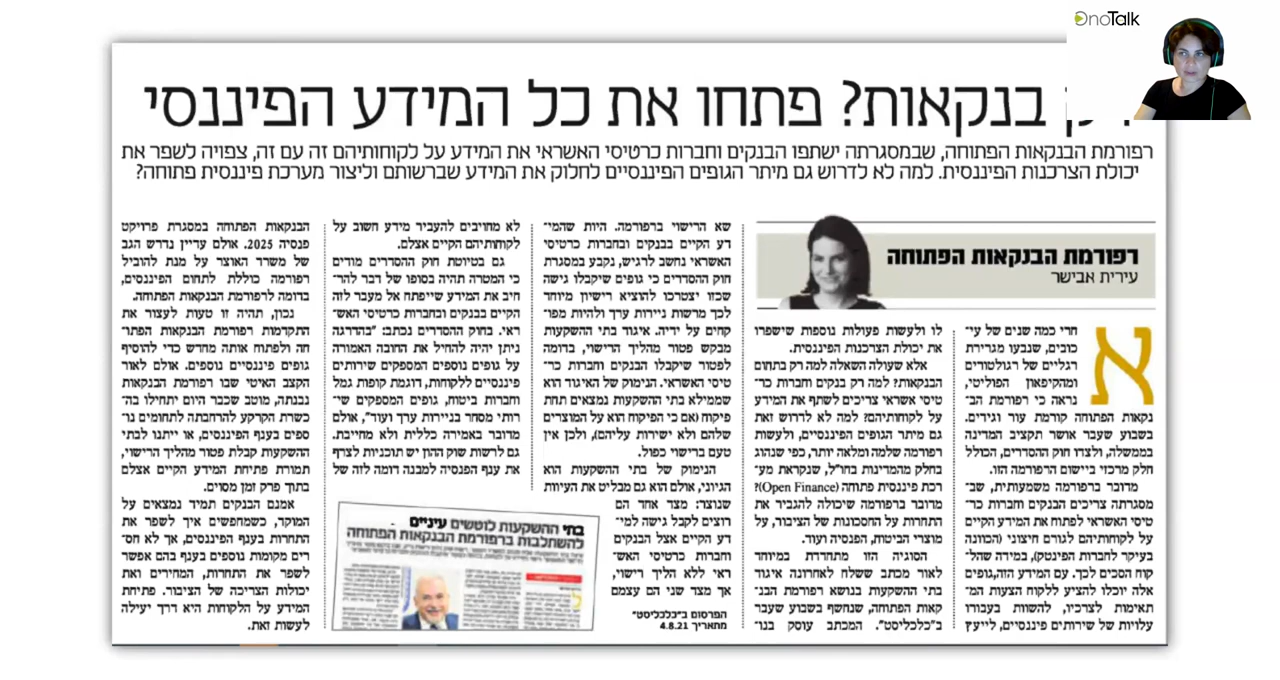 OnoTalk
בנקאות? פתחו את כל המידע הפיננסי
רפורמת הבנקאות הפתוחה, שבמסגרתה ישתפו הבנקים וחברות כרטיסי האשראי את המידע על לקוחותיהם זה עם זה, צפויה לשפר את
יכולת הצרכנות הפיננסית. למה לא לדרוש גם מיתר הגופים הפיננסיים לחלוק את המידע שברשותם וליצור מערכת פיננסית פתוחה?
רפורמת הבנקאות הפתוחה
עירית אבישר
א
חרי כמה שנים של עי־
כובים, שנבעו מגרירת
רגליים של רגולטורים
ומהקיפאון הפוליטי,
נראה כי רפורמת הב־
נקאות הפתוחה קורמת עור וגידים.
בשבוע שעבר אושר תקציב המדינה
בממשלה, ולצדו חוק ההסדרים, הכולל
חלק מרכזי ביישום הרפורמה הזו.
מדובר ברפורמה משמעותית, שב־
מסגרתה צריכים הבנקים וחברות כר־
טיסי האשראי לפתוח את המידע הקיים
על לקוחותיהם לגורם חיצוני (הכוונה
בעיקר לחברות הפינטק), במידה שהל־
קוח הסכים לכך. עם המידע הזה,גופים
אלה יוכלו להציע ללקוח הצעות המ־
תאימות לצרכיו, להשוות בעבורו
עלויות של שירותים פיננסיים, לייעץ
לו ולעשות פעולות נוספות שישפרו
את יכולת הצרכנות הפיננסית.
אלא שעולה השאלה למה רק בתחום
הבנקאות? למה רק בנקים וחברות כר־
טיסי אשראי צריכים לשתף את המידע
על לקוחותיהם? למה לא לדרוש זאת
גם מיתר הגופים הפיננסיים, ולעשות
רפורמה שלמה ומלאה יותר, כפי שנהוג
בחלק מהמדינות בחו"ל, שנקראת מע־
רכת פיננסית פתוחה (Open Finance)?
מדובר ברפורמה שיכולה להגביר את
התחרות על החסכונות של הציבור, על
מוצרי הביטוח, הפנסיה ועוד.
הסוגיה הזו מתחדדת במיוחד
לאור מכתב ששלח לאחרונה איגוד
בתי ההשקעות בנושא רפורמת הבנ־
קאות הפתוחה, שנחשף בשבוע שעבר
ב"כלכליסט". המכתב עוסק בנו־
שא הרישוי ברפורמה. היות שהמי־
דע הקיים בבנקים ובחברות כרטיסי
האשראי נחשב לרגיש, נקבע במסגרת
חוק ההסדרים כי גופים שיקבלו גישה
שכזו יצטרכו להוציא רישיון מיוחד
לכך מרשות ניירות ערך ולהיות מפו־
קחים על ידיה. איגוד בתי ההשקעות
מבקש פטור מהליך הרישוי, בדומה
לפטור שיקבלו הבנקים וחברות כר־
טיסי האשראי. הנימוק של האיגוד הוא
שממילא בתי ההשקעות נמצאים תחת
פיקוח (אם כי הפיקוח הוא על המוצרים
שלהם ולא ישירות עליהם), ולכן אין
טעם ברישוי כפול.
הנימוק של בתי ההשקעות הוא
הגיוני, אולם הוא גם מבליט את העיוות
שנוצר: מצד אחד הם
רוצים לקבל גישה למי־
דע הקיים אצל הבנקים
וחברות כרטיסי האש־
ראי ללא הליך רישוי,
אך מצד שני הם עצמם
הפרסום ב"כלכליסט"
מתאריך 4.8.21
לא מחויבים להעביר מידע חשוב על
לקוחותיהם הקיים אצלם.
גם בטיוטת חוק ההסדרים מודים
כי המטרה תהיה בסופו של דבר להר־
חיב את המידע שייפתח אל מעבר לזה
הקיים בבנקים ובחברות כרטיסי האש־
ראי. בחוק ההסדרים נכתב: "בהדרגה
ניתן יהיה להחיל את החובה האמורה
על גופים נוספים המספקים שירותים
פיננסיים ללקוחות, דוגמת קופות גמל
וחברות ביטוח, גופים המספקים שי־
רותי מסחר בניירות ערך ועוד", אולם
מדובר באמירה כללית ולא מחייבת.
גם לרשות שוק ההון יש תוכניות לצרף
את ענף הפנסיה למבנה דומה לזה של
בתי ההשקעות לוטשים עיניים
להשתלבות ברפורמת הבנקאות הפתוחה
הבנקאות הפתוחה במסגרת פרויקט
פנסיה 2025. אולם עדיין נדרש הגב
של משרד האוצר על מנת להוביל
רפורמה כוללת לתחום הפיננסים,
בדומה לרפורמת הבנקאות הפתוחה.
נכון, תהיה זו טעות לעצור את
התקדמות רפורמת הבנקאות הפתו־
חה ולפתוח אותה מחדש כדי להוסיף
גופים פיננסיים נוספים. אולם לאור
הקצב האיטי שבו רפורמת הבנקאות
נבנתה, מוטב שכבר היום יתחילו בה־
כשרת הקרקע להרחבתה לתחומים נו־
ספים בענף הפיננסים, או ייתנו לבתי
ההשקעות קבלת פטור מהליך הרישוי,
תמורת פתיחת המידע הקיים אצלם
בתוך פרק זמן מסוים.
אמנם הבנקים תמיד נמצאים על
המוקד, כשמחפשים איך לשפר את
התחרות בענף הפיננסים, אך לא חס־
רים מקומות נוספים בענף בהם אפשר
לשפר את התחרות, המחירים ואת
יכולות הצריכה של הציבור. פתיחת
המידע על הלקוחות היא דרך יעילה
לעשות זאת.